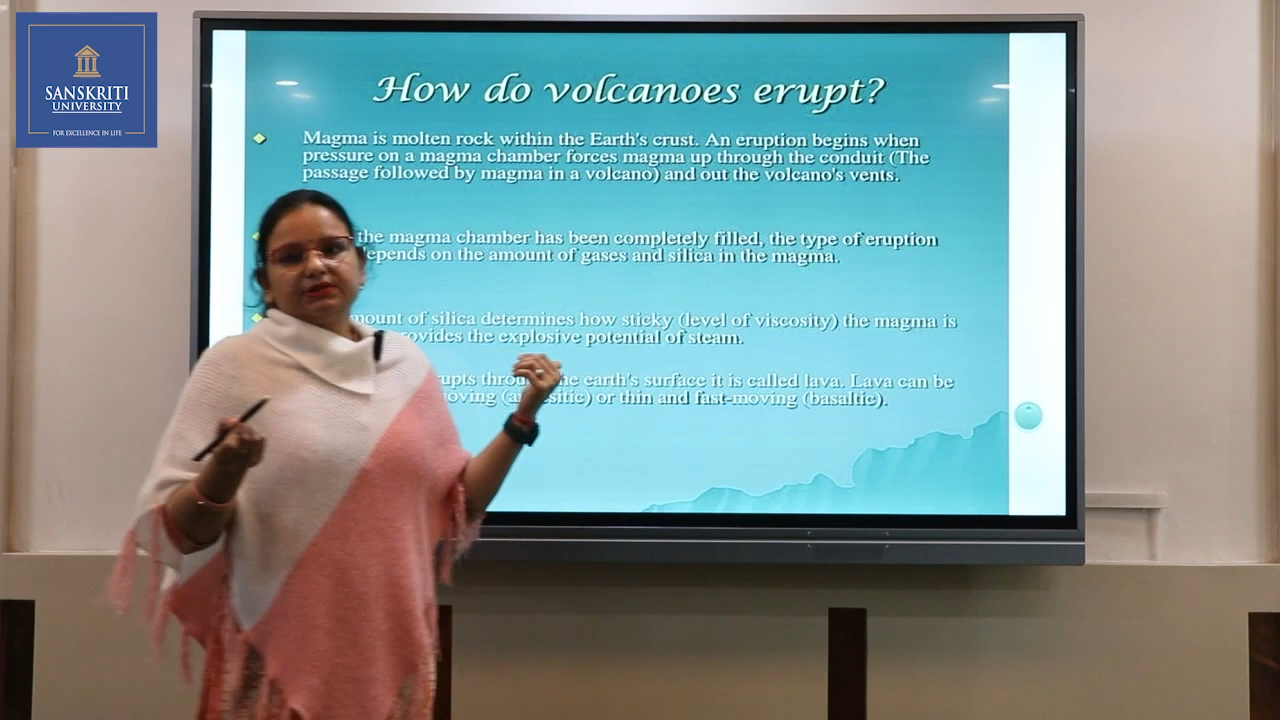 SANSKRITI
UNIVERSITY
FOR EXCELLENCE IN LIFE
How do volcanoes erupt?
Magma is molten rock within the Earth's crust. An eruption begins when
pressure on a magma chamber forces magma up through the conduit (The
passage followed by magma in a volcano) and out the volcano's vents.
the magma chamber has been completely filled, the type of eruption
depends on the amount of gases and silica in the magma.
amount of silica determines how sticky (level of viscosity) the magma is
provides the explosive potential of steam.
erupts through the earth's surface it is called lava. Lava can be
moving (andesitic) or thin and fast-moving (basaltic).